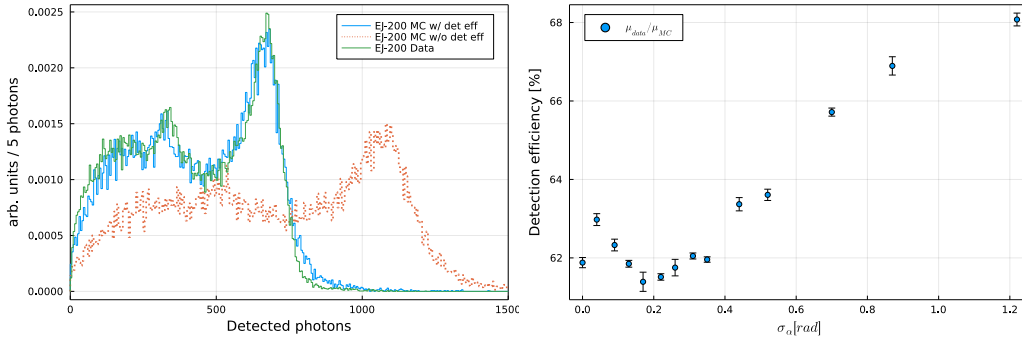 EJ-200 MC w/ det eff
EJ-200 MC w/o det eff
EJ-200 Data
0.0025
0.0020
0.0015
0.0010
0.0005
0.0000
arb. units / 5 photons
0
500
1000
1500
Detected photons
μ_data/μ_MC
68
66
64
62
Detection efficiency [%]
0.0
0.2
0.4
0.6
0.8
1.0
1.2
σ_α[rad]